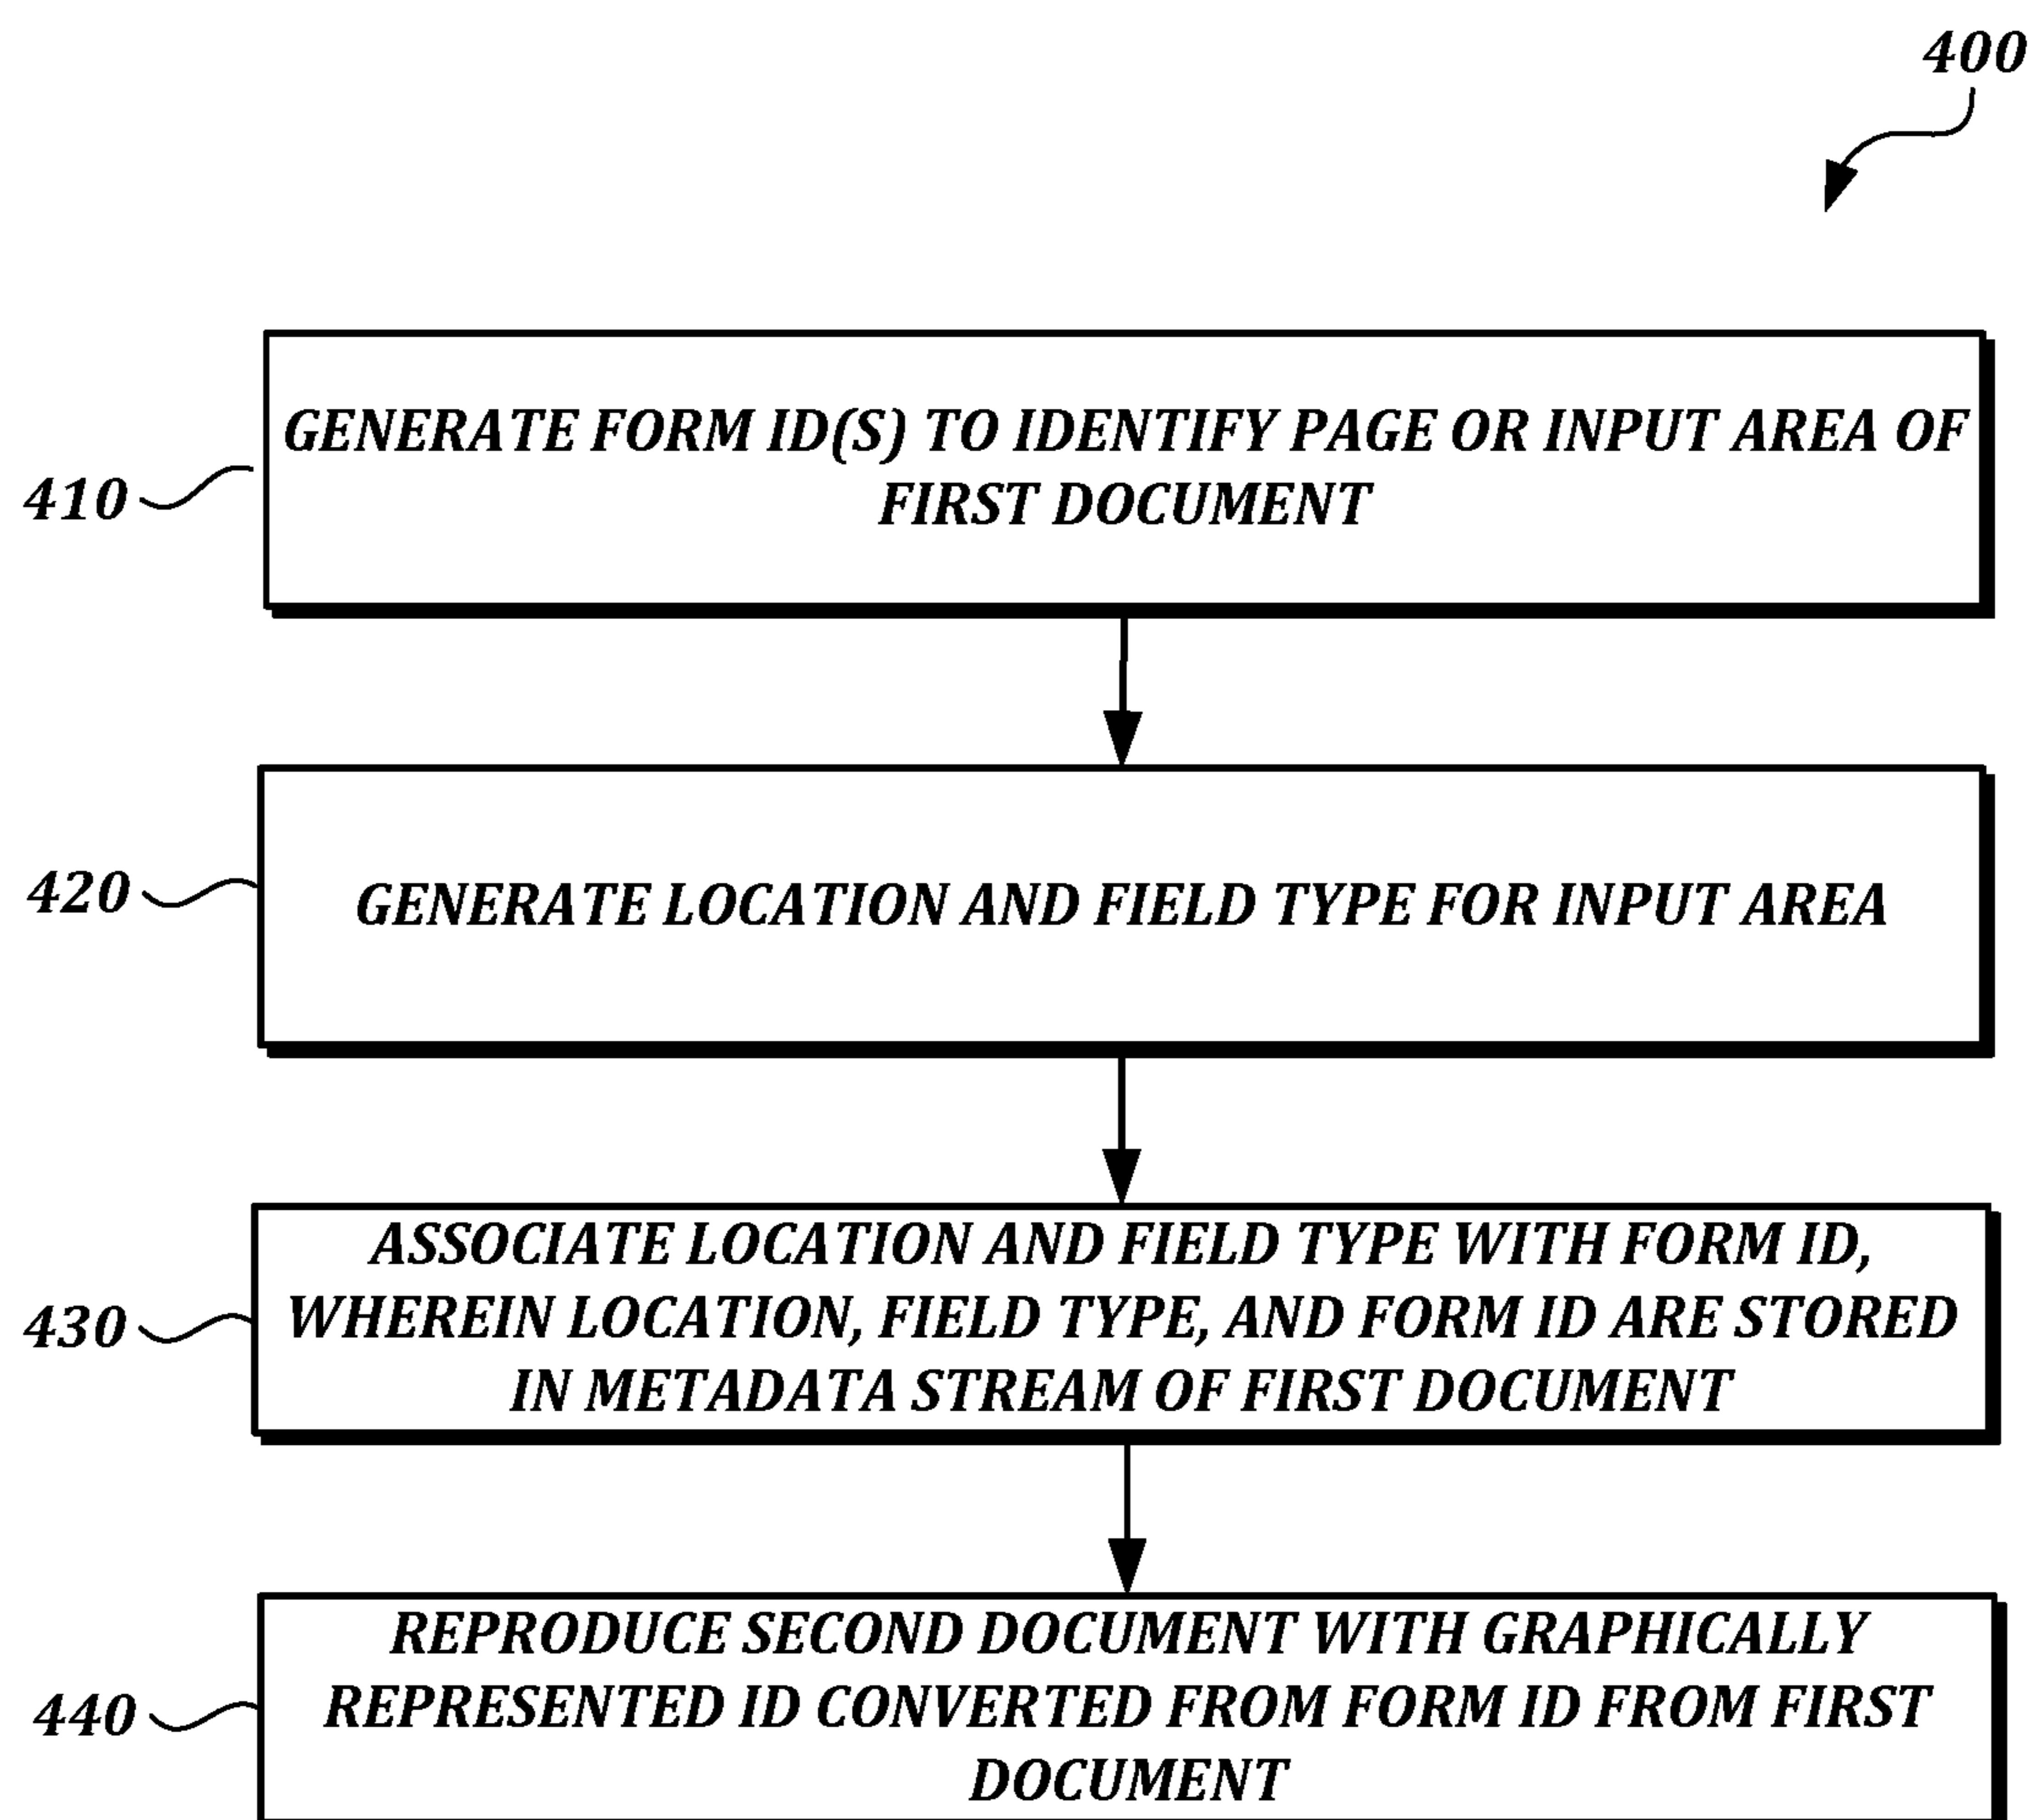 400
GENERATE FORM ID(S) TO IDENTIFY PAGE OR INPUT AREA OF
FIRST DOCUMENT
410
420
GENERATE LOCATION AND FIELD TYPE FOR INPUT AREA
ASSOCIATE LOCATION AND FIELD TYPE WITH FORM ID,
WHEREIN LOCATION, FIELD TYPE, AND FORM ID ARE STORED
IN METADATA STREAM OF FIRST DOCUMENT
430
REPRODUCE SECOND DOCUMENT WITH GRAPHICALLY
REPRESENTED ID CONVERTED FROM FORM ID FROM FIRST
DOCUMENT
440